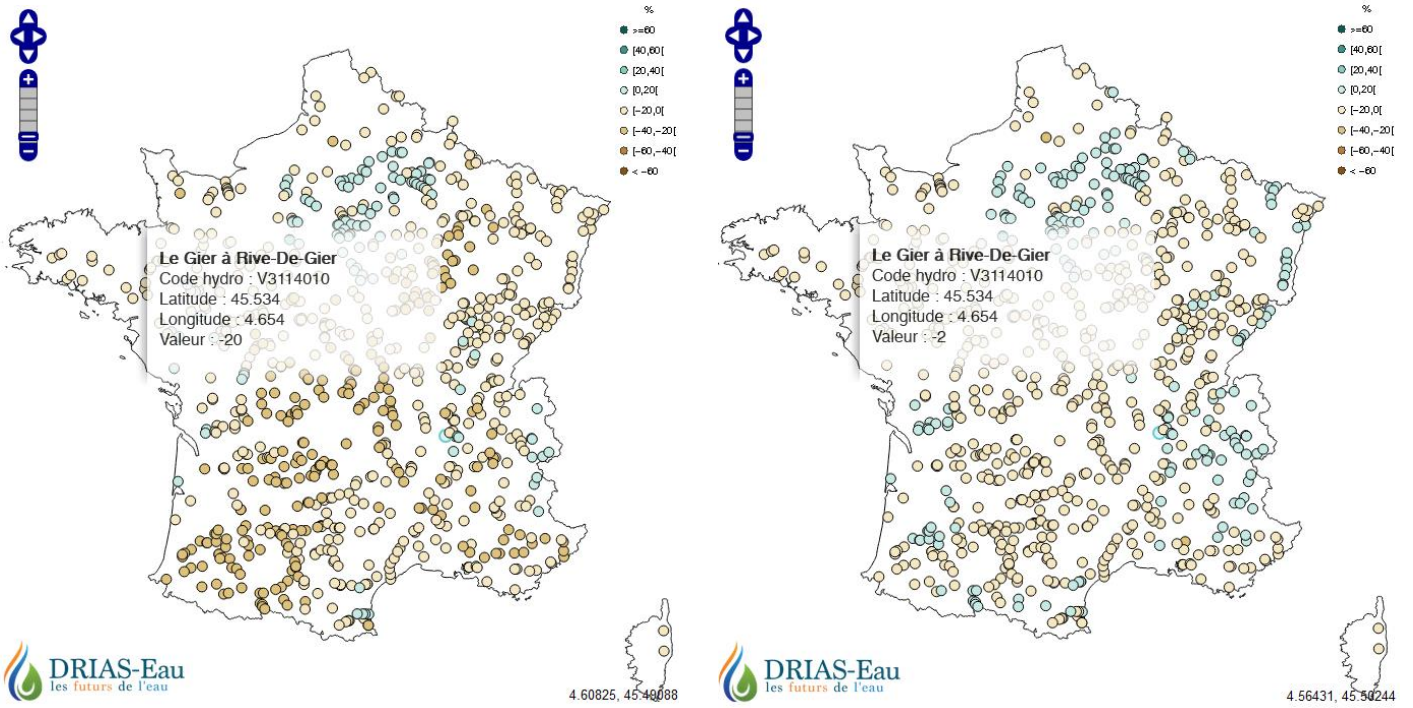 %
>=60
[40,60[
[20,40[
[0,20[
[-20,0[
[-40,-20[
[-60,-40[
< -60
Le Gier à Rive-De-Gier
Code hydro : V3114010
Latitude : 45.534
Longitude : 4.654
Valeur : -20
DRIAS-Eau
les futurs de l'eau
4.60825, 45.49088
%
>=60
[40,60[
[20,40[
[0,20[
[-20,0[
[-40,-20[
[-60,-40[
< -60
Le Gier à Rive-De-Gier
Code hydro : V3114010
Latitude : 45.534
Longitude : 4.654
Valeur : -2
DRIAS-Eau
les futurs de l'eau
4.56431, 45.50244